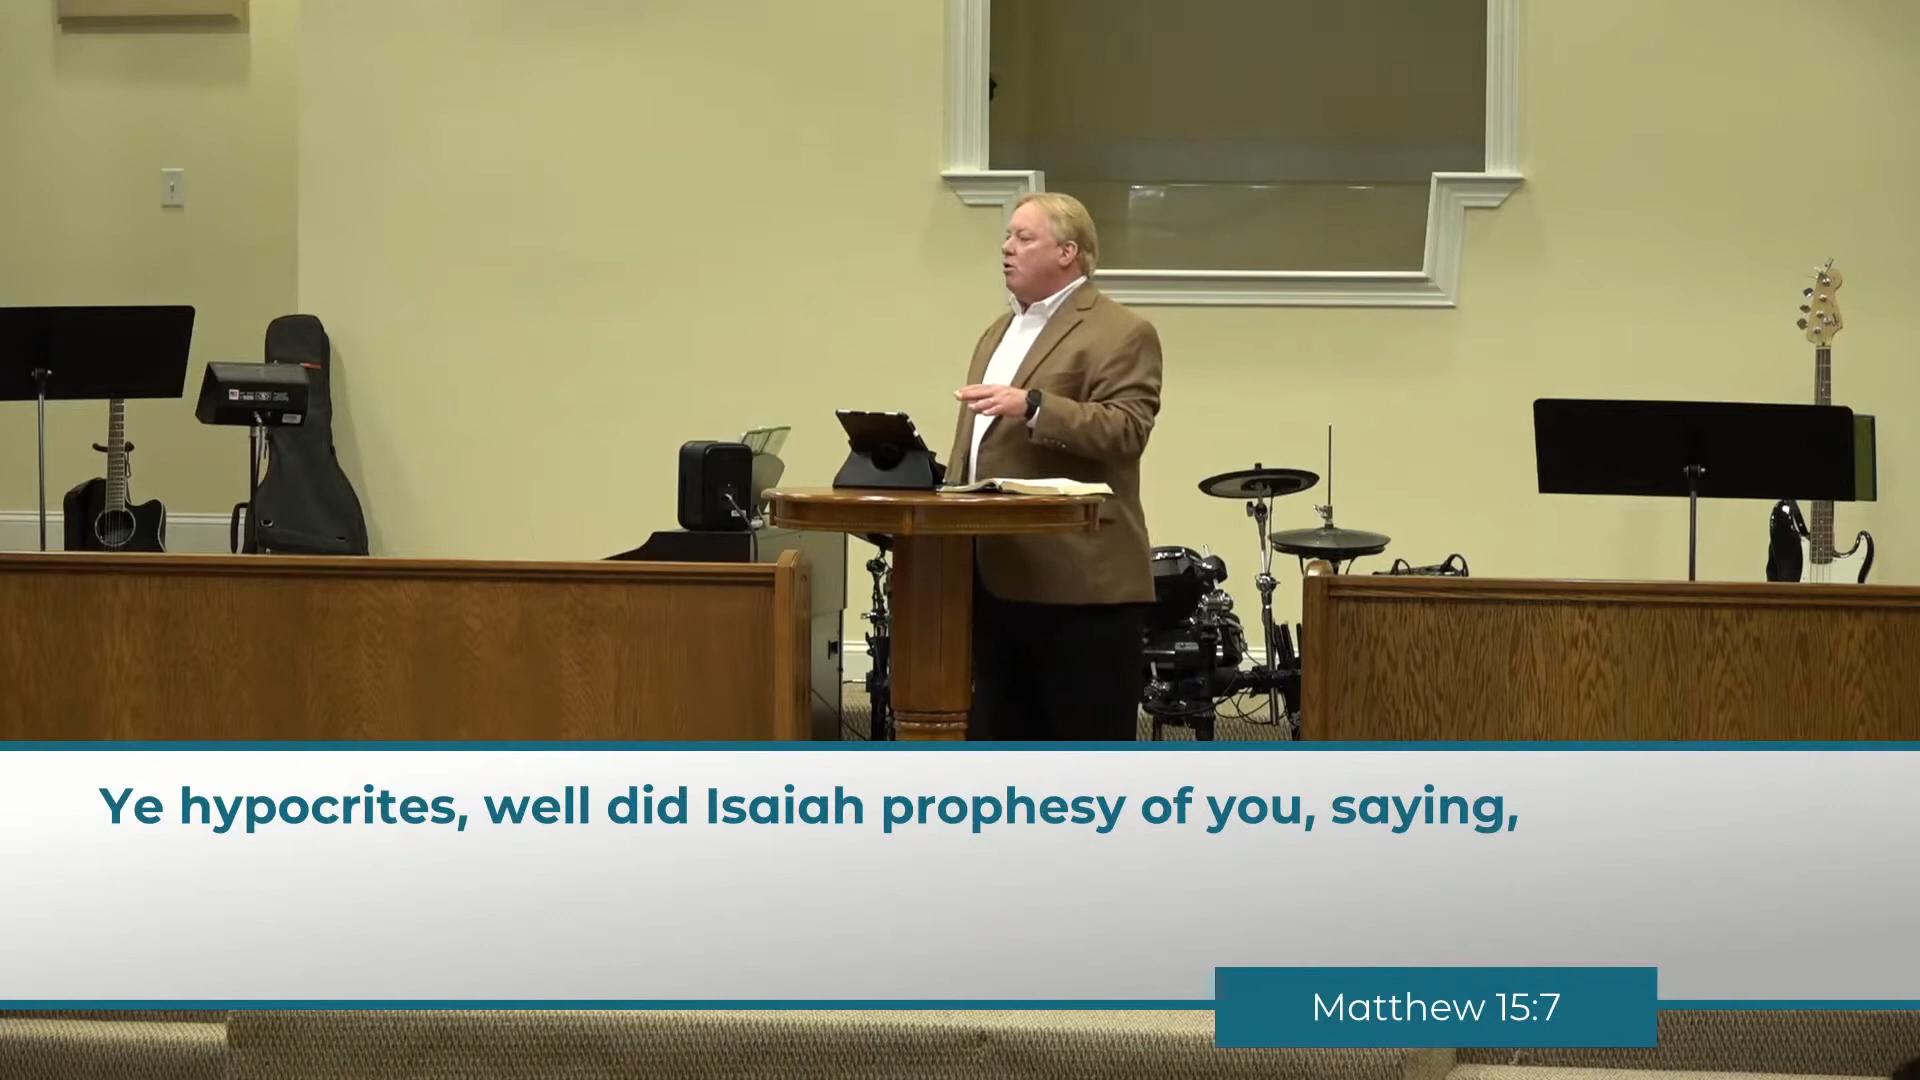 Ye hypocrites, well did Isaiah prophesy of you, saying,
Matthew 15:7